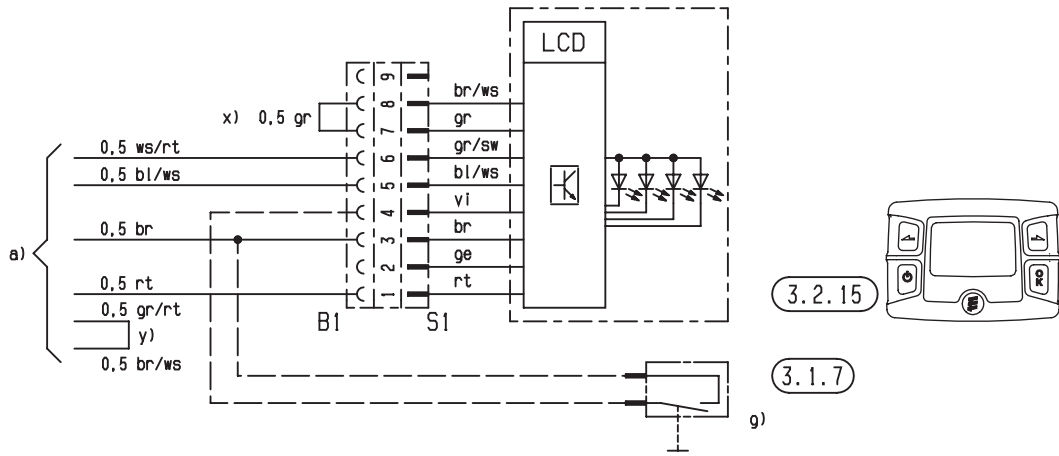 LCD
9
8
7
6
5
4
3
2
1
br/ws
gr
gr/sw
bl/ws
vi
br
ge
rt
x) 0,5 gr
0,5 ws/rt
0,5 bl/ws
a)
0,5 br
0,5 rt
0,5 gr/rt
y)
0,5 br/ws
B1
S1
3.2.15
OK
3.1.7
g)